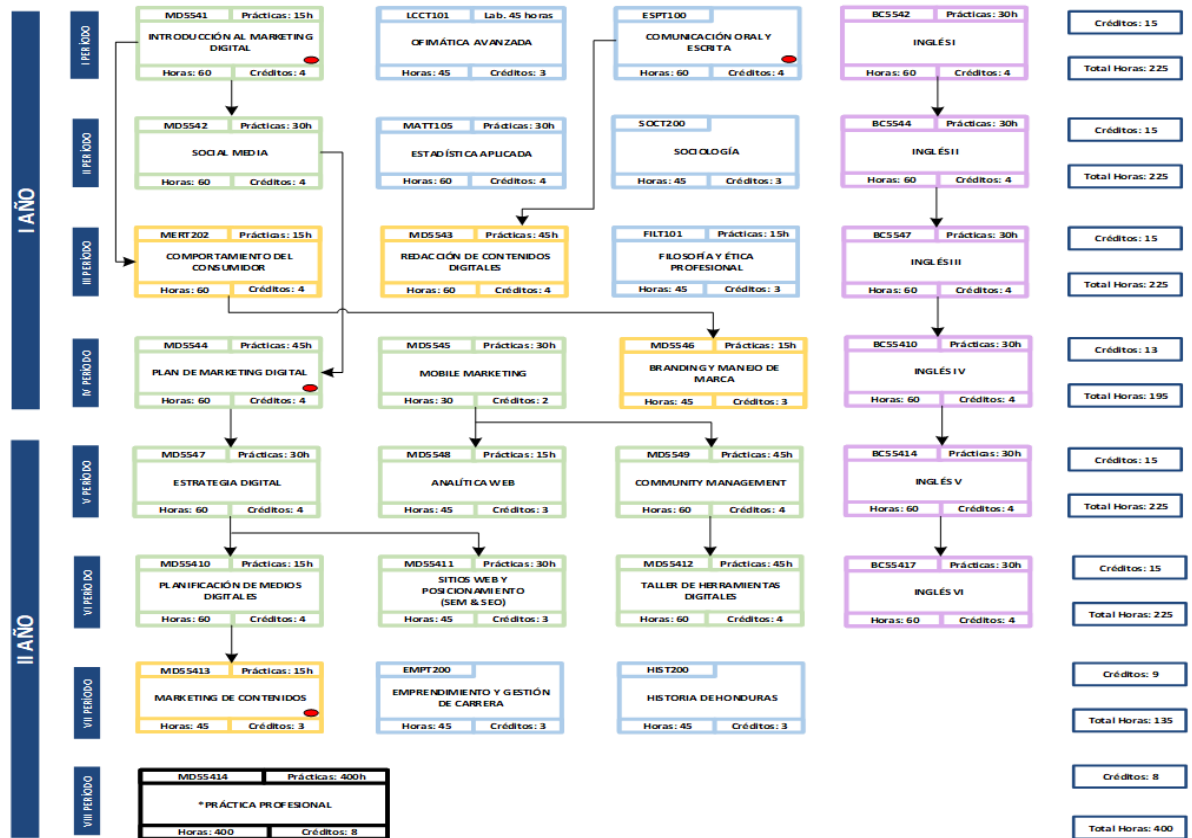 I AÑO
I PERÍODO
MD5541 Prácticas: 15h
INTRODUCCIÓN AL MARKETING
DIGITAL
Horas: 60 Créditos: 4
LCCT101 Lab. 45 horas
OFIMÁTICA AVANZADA
Horas: 45 Créditos: 3
ESPT100
COMUNICACIÓN ORAL Y
ESCRITA
Horas: 60 Créditos: 4
BC5542 Prácticas: 30h
INGLÉS I
Horas: 60 Créditos: 4
Créditos: 15
Total Horas: 225
II PERÍODO
MD5542 Prácticas: 30h
SOCIAL MEDIA
Horas: 60 Créditos: 4
MATT105 Prácticas: 30h
ESTADÍSTICA APLICADA
Horas: 60 Créditos: 4
SOCT200
SOCIOLOGÍA
Horas: 45 Créditos: 3
BC5544 Prácticas: 30h
INGLÉS II
Horas: 60 Créditos: 4
Créditos: 15
Total Horas: 225
III PERÍODO
MERT202 Prácticas: 15h
COMPORTAMIENTO DEL
CONSUMIDOR
Horas: 60 Créditos: 4
MD5543 Prácticas: 45h
REDACCIÓN DE CONTENIDOS
DIGITALES
Horas: 60 Créditos: 4
FILT101 Prácticas: 15h
FILOSOFÍA Y ÉTICA
PROFESIONAL
Horas: 45 Créditos: 3
BC5547 Prácticas: 30h
INGLÉS III
Horas: 60 Créditos: 4
Créditos: 15
Total Horas: 225
IV PERÍODO
MD5544 Prácticas: 45h
PLAN DE MARKETING DIGITAL
Horas: 60 Créditos: 4
MD5545 Prácticas: 30h
MOBILE MARKETING
Horas: 30 Créditos: 2
MD5546 Prácticas: 15h
BRANDING Y MANEJO DE
MARCA
Horas: 45 Créditos: 3
BC55410 Prácticas: 30h
INGLÉS IV
Horas: 60 Créditos: 4
Créditos: 13
Total Horas: 195
II AÑO
V PERÍODO
MD5547 Prácticas: 30h
ESTRATEGIA DIGITAL
Horas: 60 Créditos: 4
MD5548 Prácticas: 15h
ANALÍTICA WEB
Horas: 45 Créditos: 3
MD5549 Prácticas: 45h
COMMUNITY MANAGEMENT
Horas: 60 Créditos: 4
BC55414 Prácticas: 30h
INGLÉS V
Horas: 60 Créditos: 4
Créditos: 15
Total Horas: 225
VI PERÍODO
MD55410 Prácticas: 15h
PLANIFICACIÓN DE MEDIOS
DIGITALES
Horas: 60 Créditos: 4
MD55411 Prácticas: 30h
SITIOS WEB Y
POSICIONAMIENTO
(SEM & SEO)
Horas: 45 Créditos: 3
MD55412 Prácticas: 45h
TALLER DE HERRAMIENTAS
DIGITALES
Horas: 60 Créditos: 4
BC55417 Prácticas: 30h
INGLÉS VI
Horas: 60 Créditos: 4
Créditos: 15
Total Horas: 225
VII PERÍODO
MD55413 Prácticas: 15h
MARKETING DE CONTENIDOS
Horas: 45 Créditos: 3
EMPT200
EMPRENDIMIENTO Y GESTIÓN
DE CARRERA
Horas: 45 Créditos: 3
HIST200
HISTORIA DE HONDURAS
Horas: 45 Créditos: 3
Créditos: 9
Total Horas: 135
VIII PERÍODO
MD55414 Prácticas: 400h
*PRÁCTICA PROFESIONAL
Horas: 400 Créditos: 8
Créditos: 8
Total Horas: 400